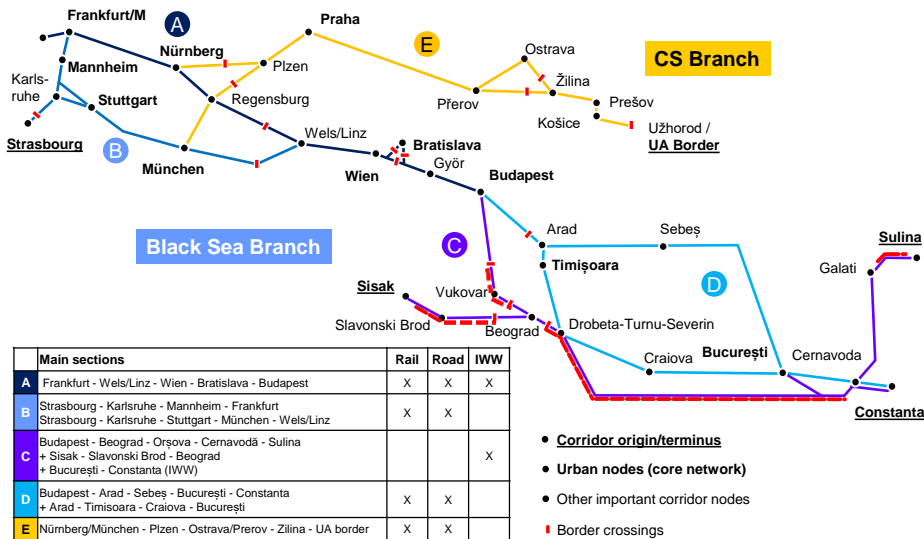 Frankfurt/M
A
Praha
Nürnberg
E
Ostrava
CS Branch
Mannheim
Plzen
Karls-
ruhe
Žilina
Stuttgart
Regensburg
Přerov
Prešov
Košice
Užhorod /
UA Border
Strasbourg
B
Wels/Linz
Bratislava
München
Wien
Györ
Budapest
Black Sea Branch
C
Arad
Sebeș
Sulina
Timișoara
Galati
Sisak
Vukovar
D
Slavonski Brod
Beograd
Drobeta-Turnu-Severin
Craiova
București
Cernavoda
Constanta
Main sections Rail Road IWW
A Frankfurt - Wels/Linz - Wien - Bratislava - Budapest X X X
B Strasbourg - Karlsruhe - Mannheim - Frankfurt
Strasbourg - Karlsruhe - Stuttgart - München - Wels/Linz X X
C Budapest - Beograd - Orșova - Cernavodă - Sulina
+ Sisak - Slavonski Brod - Beograd
+ București - Constanta (IWW) X
D Budapest - Arad - Sebeș - București - Constanta
+ Arad - Timisoara - Craiova - București X X
E Nürnberg/München - Plzen - Ostrava/Prerov - Zilina - UA border X X
Corridor origin/terminus
Urban nodes (core network)
Other important corridor nodes
Border crossings